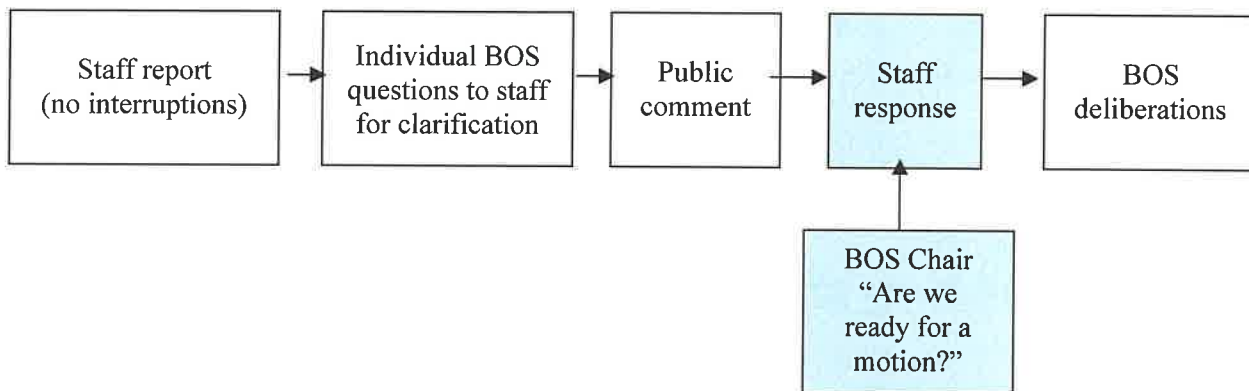 Staff report
(no interruptions)
Individual BOS
questions to staff
for clarification
Public
comment
Staff
response
BOS
deliberations
BOS Chair
“Are we
ready for a
motion?”